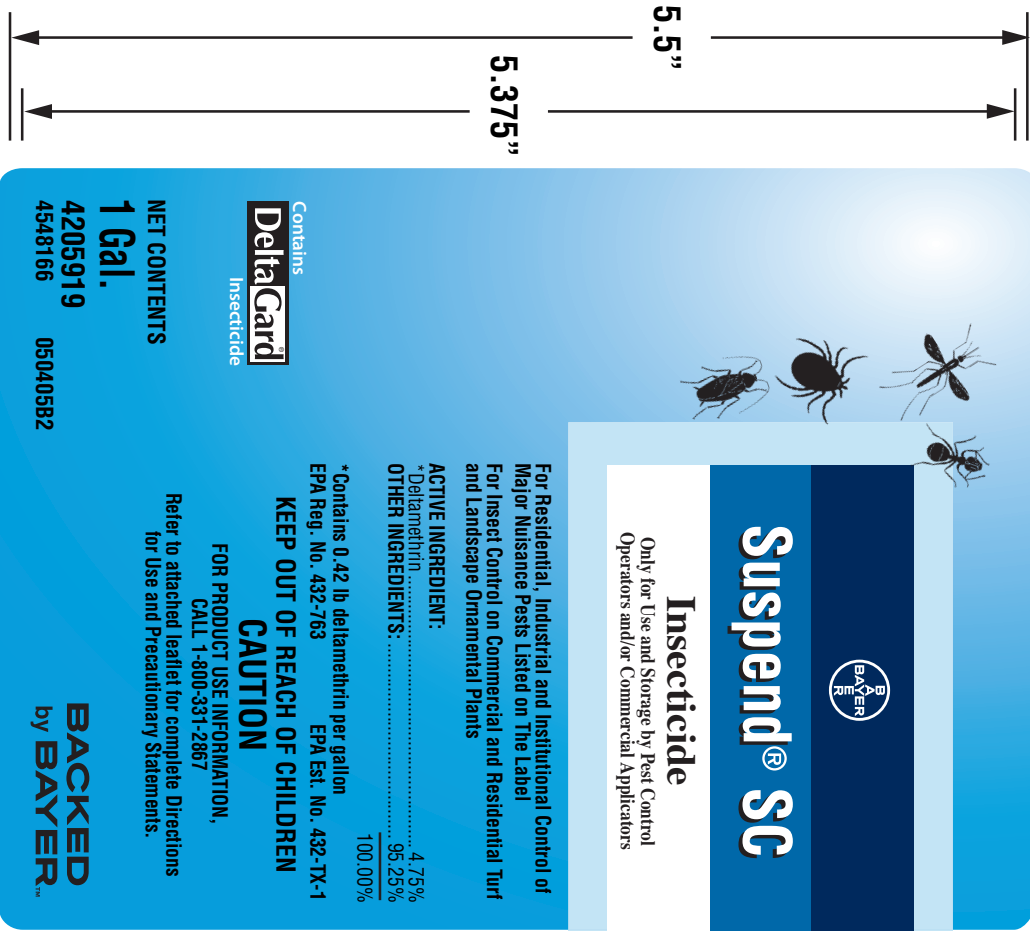 5.5”
5.375”
BAYER
BAYER
Suspend® SC
Insecticide
Only for Use and Storage by Pest Control
Operators and/or Commercial Applicators
For Residential, Industrial and Institutional Control of
Major Nuisance Pests Listed on The Label
For Insect Control on Commercial and Residential Turf
and Landscape Ornamental Plants
ACTIVE INGREDIENT:
*Deltamethrin .......................................................... 4.75%
OTHER INGREDIENTS: .......................................... 95.25%
100.00%
*Contains 0.42 lb deltamethrin per gallon
EPA Reg. No. 432-763 EPA Est. No. 432-TX-1
KEEP OUT OF REACH OF CHILDREN
CAUTION
FOR PRODUCT USE INFORMATION,
CALL 1-800-331-2867
Refer to attached leaflet for complete Directions
for Use and Precautionary Statements.
Contains
DeltaGard®
Insecticide
NET CONTENTS
1 Gal.
4205919
4548166 050405B2
BACKED
by BAYER™